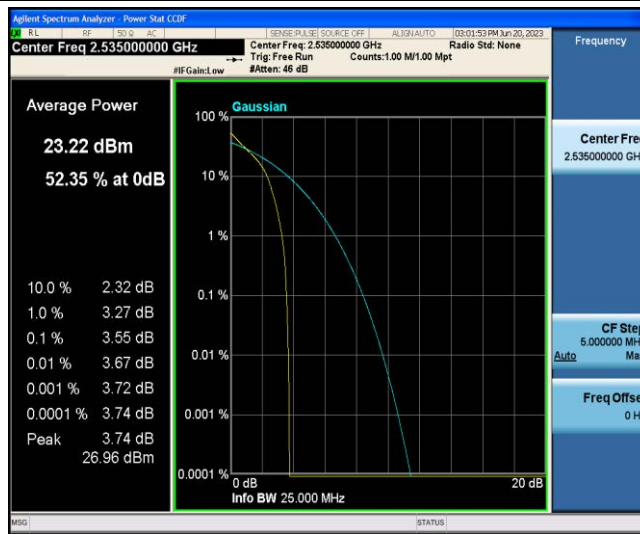 Agilent Spectrum Analyzer - Power Stat CCDF
RL RF 50 Ω AC SENSE:PULSE SOURCE OFF ALIGN AUTO 03:01:53 PM Jun 20, 2023
Center Freq 2.535000000 GHz
Center Freq: 2.535000000 GHz Radio Std: None
Trig: Free Run Counts:1.00 M/1.00 Mpt
#IFGain:Low #Atten: 46 dB
Frequency
Average Power
23.22 dBm
52.35 % at 0dB
10.0 % 2.32 dB
1.0 % 3.27 dB
0.1 % 3.55 dB
0.01 % 3.67 dB
0.001 % 3.72 dB
0.0001 % 3.74 dB
Peak 3.74 dB
26.96 dBm
Gaussian
100 %
10 %
1 %
0.1 %
0.01 %
0.001 %
0.0001 %
0 dB 20 dB
Info BW 25.000 MHz
Center Fre
2.535000000 GH
CF Step
5.000000 MH
Auto Ma
Freq Offse
0 H
MSG STATUS